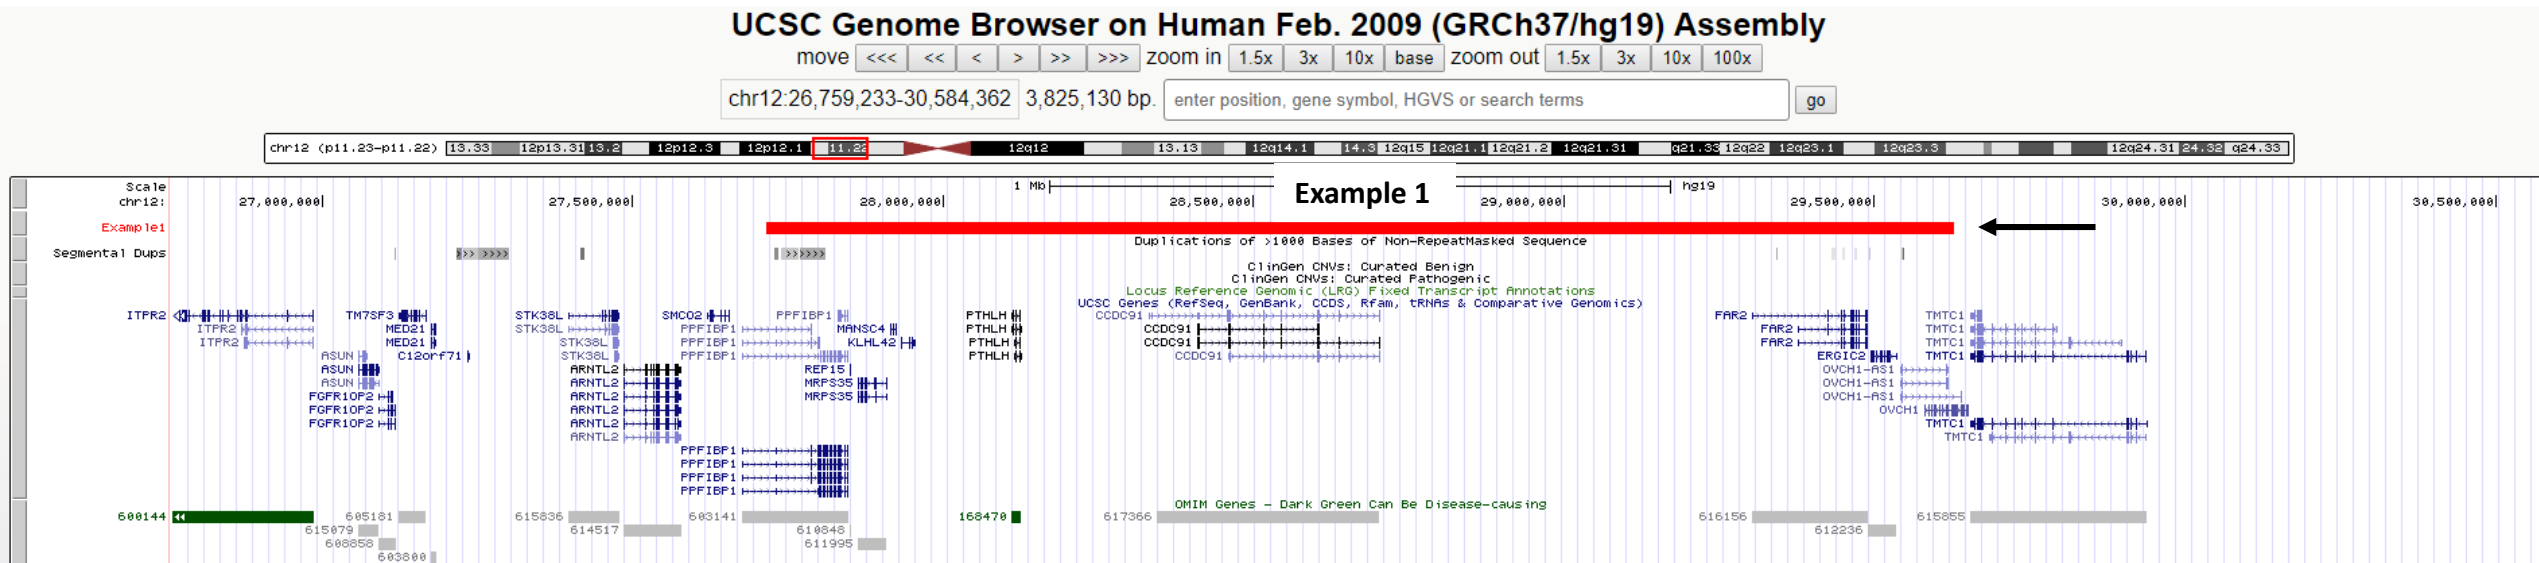 UCSC Genome Browser on Human Feb. 2009 (GRCh37/hg19) Assembly
move <<< << < > >> >>> zoom in 1.5x 3x 10x base zoom out 1.5x 3x 10x 100x
chr12:26,759,233-30,584,362 3,825,130 bp. enter position, gene symbol, HGVS or search terms go
chr12 (p11.23-p11.22) 13.33 12p13.31 13.2 12p12.3 12p12.1 11.22 12q12 13.13 12q14.1 14.3 12q15 12q21.1 12q21.2 12q21.31 q21.33 12q22 12q23.1 12q23.3 12q24.31 24.32 q24.33
Scale 1 Mb Example 1 hg19
chr12: 27,000,000 27,500,000 28,000,000 28,500,000 29,000,000 29,500,000 30,000,000 30,500,000
Example1
Duplications of >1000 Bases of Non-RepeatMasked Sequence
Segmental Dups
ClinGen CNVs: Curated Benign
ClinGen CNVs: Curated Pathogenic
Locus Reference Genomic (LRG) Fixed Transcript Annotations
UCSC Genes (RefSeq, GenBank, CCDS, Rfam, tRNAs & Comparative Genomics)
ITPR2 TM7SF3 STK38L SMCO2 PPFIBP1 PTHLH CCDC91 FAR2 TMTC1
ITPR2 MED21 STK38L PPFIBP1 MANSC4 PTHLH CCDC91 FAR2 TMTC1
ITPR2 MED21 STK38L PPFIBP1 KLHL42 PTHLH CCDC91 FAR2 TMTC1
ASUN C12orf71 STK38L PPFIBP1 PTHLH CCDC91 ERGIC2 TMTC1
ASUN ARNTL2 REP15 OVCH1-AS1
ASUN ARNTL2 MRPS35 OVCH1-AS1
FGFR1OP2 ARNTL2 MRPS35 OVCH1-AS1
FGFR1OP2 ARNTL2 OVCH1
FGFR1OP2 ARNTL2 TMTC1
ARNTL2 TMTC1
PPFIBP1
PPFIBP1
PPFIBP1
PPFIBP1
OMIM Genes - Dark Green Can Be Disease-causing
600144 605181 615836 603141 168470 617366 616156 615855
615079 614517 610848 612236
608858 611995
603800